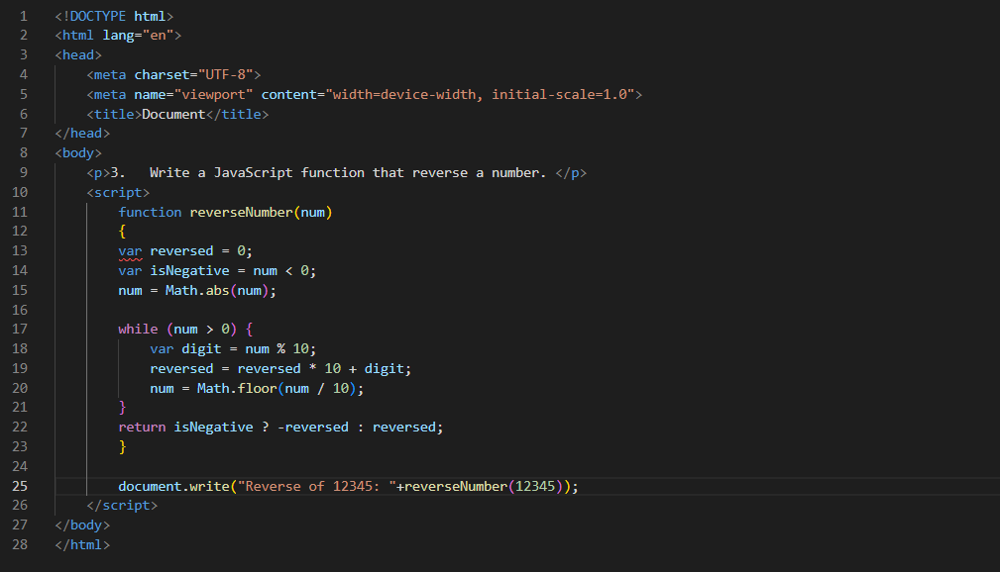 1 <!DOCTYPE html>
2 <html lang="en">
3 <head>
4     <meta charset="UTF-8">
5     <meta name="viewport" content="width=device-width, initial-scale=1.0">
6     <title>Document</title>
7 </head>
8 <body>
9     <p>3.   Write a JavaScript function that reverse a number. </p>
10     <script>
11         function reverseNumber(num)
12         {
13         var reversed = 0;
14         var isNegative = num < 0;
15         num = Math.abs(num);
16
17         while (num > 0) {
18             var digit = num % 10;
19             reversed = reversed * 10 + digit;
20             num = Math.floor(num / 10);
21         }
22         return isNegative ? -reversed : reversed;
23         }
24
25         document.write("Reverse of 12345: "+reverseNumber(12345));
26     </script>
27 </body>
28 </html>